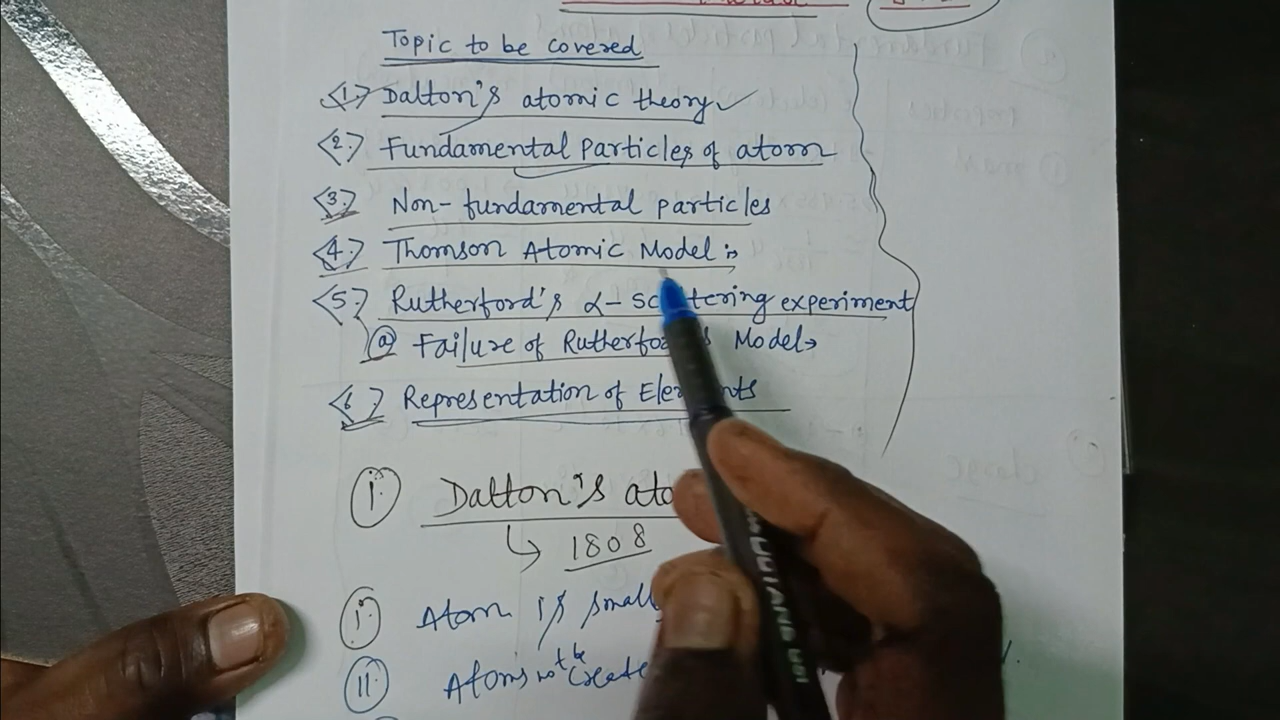 Topic to be covered
<1.> Dalton's atomic theory ✓
<2.> Fundamental Particles of atom
<3.> Non-fundamental particles
<4.> Thomson Atomic Model :→
<5.> Rutherford's α- scattering experiment
(a) Failure of Rutherford's Model→
<6> Representation of Elements
(i) Dalton's ato
↳ 1808
(i) Atom is small
(ii) Atoms not be create